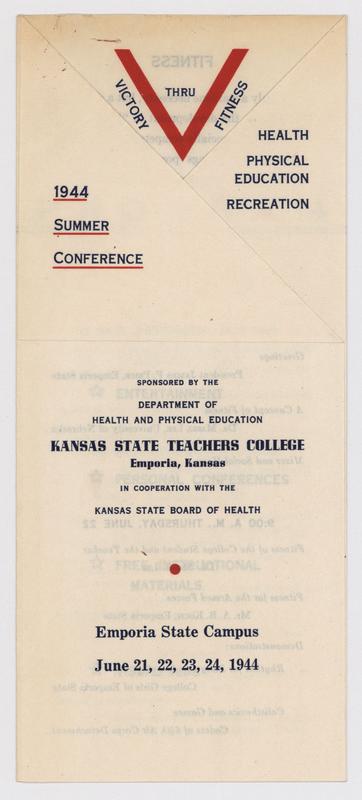 VICTORY THRU FITNESS
HEALTH
PHYSICAL
EDUCATION
RECREATION
1944
SUMMER
CONFERENCE
SPONSORED BY THE
DEPARTMENT OF
HEALTH AND PHYSICAL EDUCATION
KANSAS STATE TEACHERS COLLEGE
Emporia, Kansas
IN COOPERATION WITH THE
KANSAS STATE BOARD OF HEALTH
Emporia State Campus
June 21, 22, 23, 24, 1944